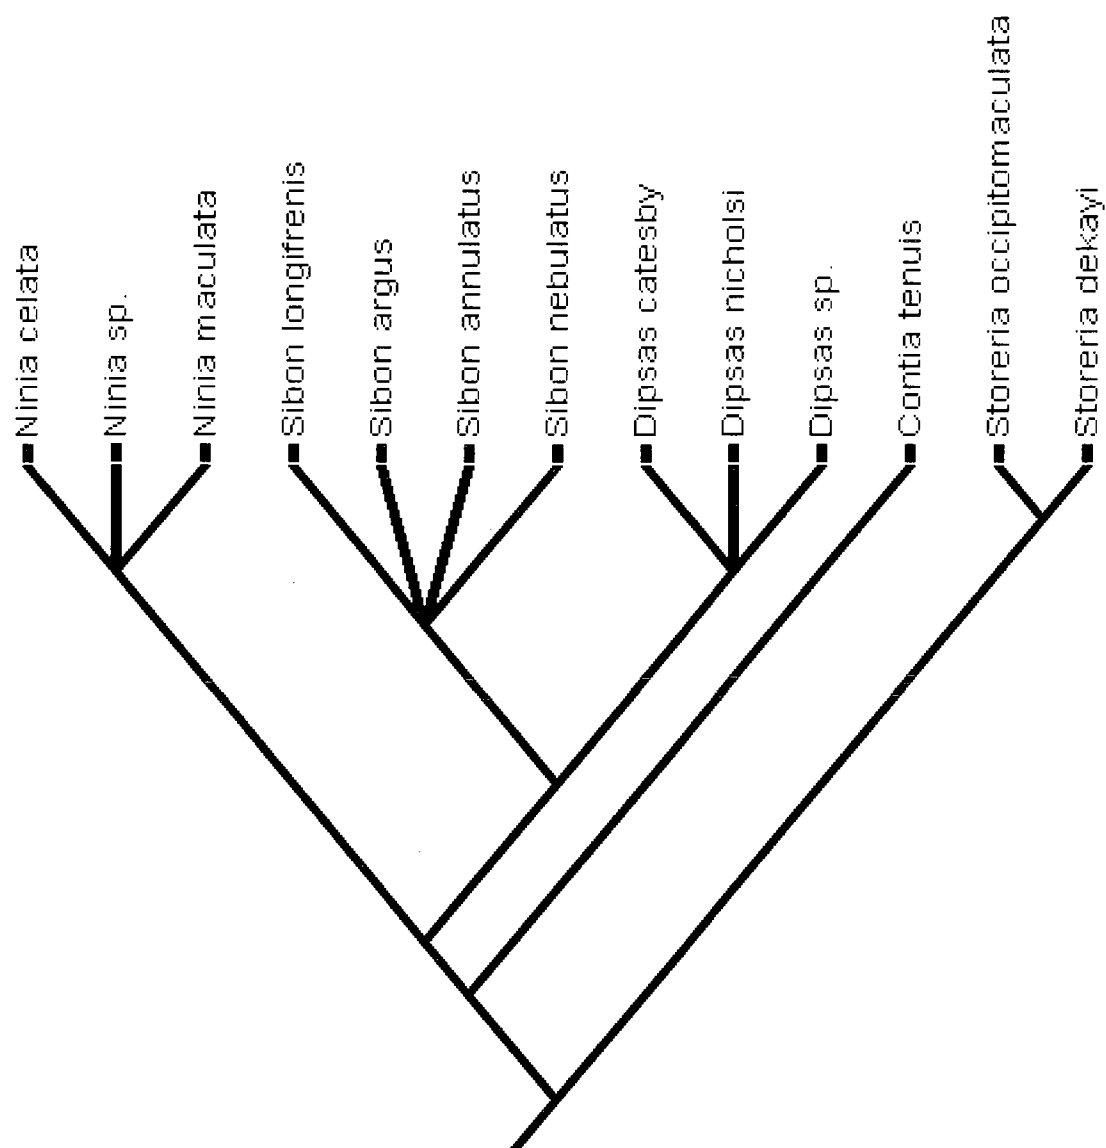 Ninia celata
Ninia sp.
Ninia maculata
Sibon longifrenis
Sibon argus
Sibon annulatus
Sibon nebulatus
Dipsas catesby
Dipsas nicholsi
Dipsas sp.
Contia tenuis
Storeria occipitomaculata
Storeria dekayi